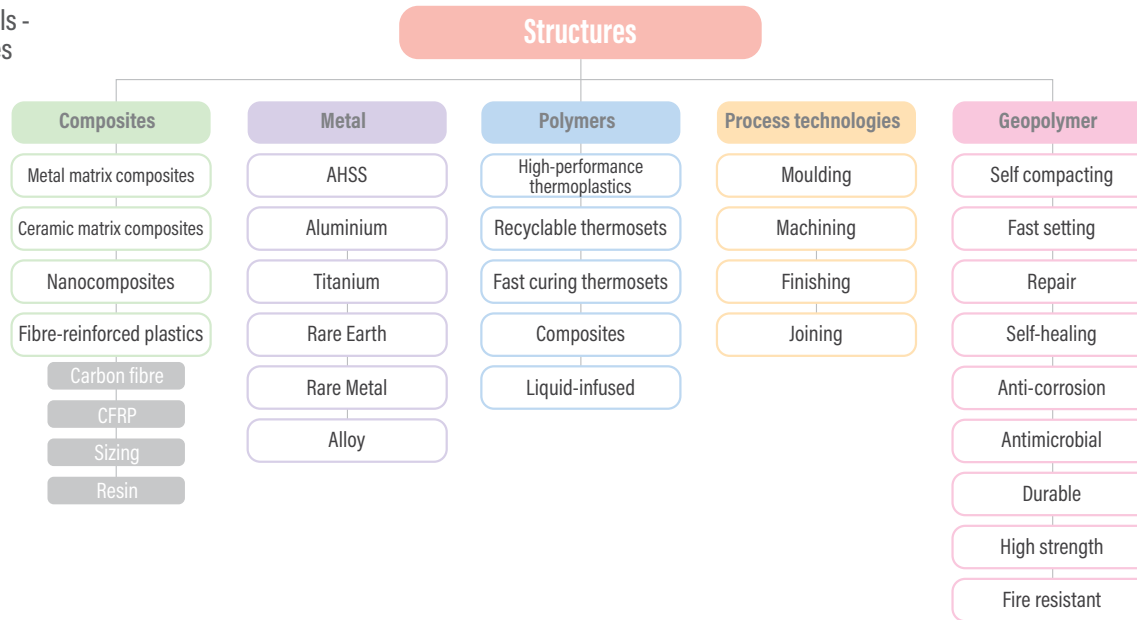 ls -
es
Structures
Composites
Metal matrix composites
Ceramic matrix composites
Nanocomposites
Fibre-reinforced plastics
Carbon fibre
CFRP
Sizing
Resin
Metal
AHSS
Aluminium
Titanium
Rare Earth
Rare Metal
Alloy
Polymers
High-performance
thermoplastics
Recyclable thermosets
Fast curing thermosets
Composites
Liquid-infused
Process technologies
Moulding
Machining
Finishing
Joining
Geopolymer
Self compacting
Fast setting
Repair
Self-healing
Anti-corrosion
Antimicrobial
Durable
High strength
Fire resistant